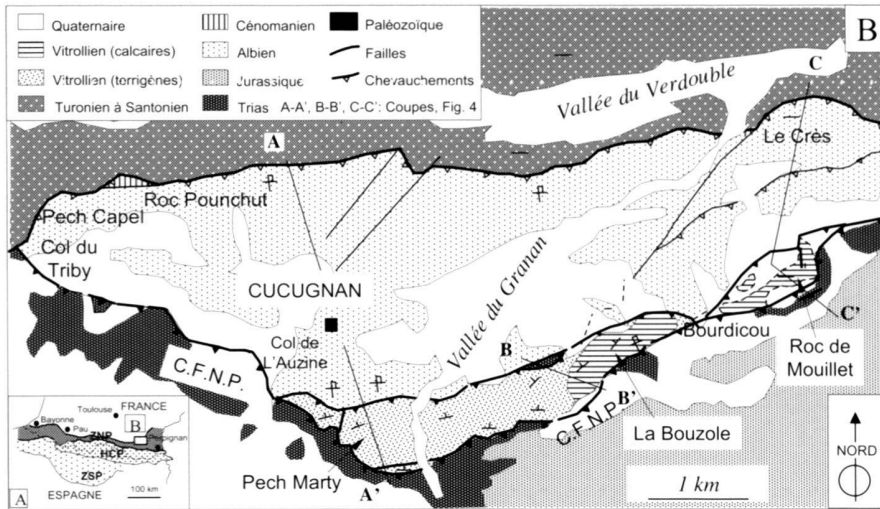 Quaternaire
Vitrollien (calcaires)
Vitrollien (torrigènes)
Turonien à Santonien
Cénomanien
Albien
Jurassique
Trias
Paléozoïque
Failles
Chevauchements
A-A', B-B', C-C': Coupes, Fig. 4
B
C
Vallée du Verdouble
A
Le Crès
Roc Pounchut
Pech Capel
Col du
Triby
CUCUGNAN
Vallée du Granan
Col de
L'Auzine
C.F.N.P.
B
Bourdicou
C'
Roc de
Mouillet
B'
C.F.N.P.
La Bouzole
Pech Marty
A'
1 km
NORD
FRANCE
Toulouse
Bayonne
Pau
B
ZNP
Perpignan
HCP
ZSP
ESPAGNE
100 km
A